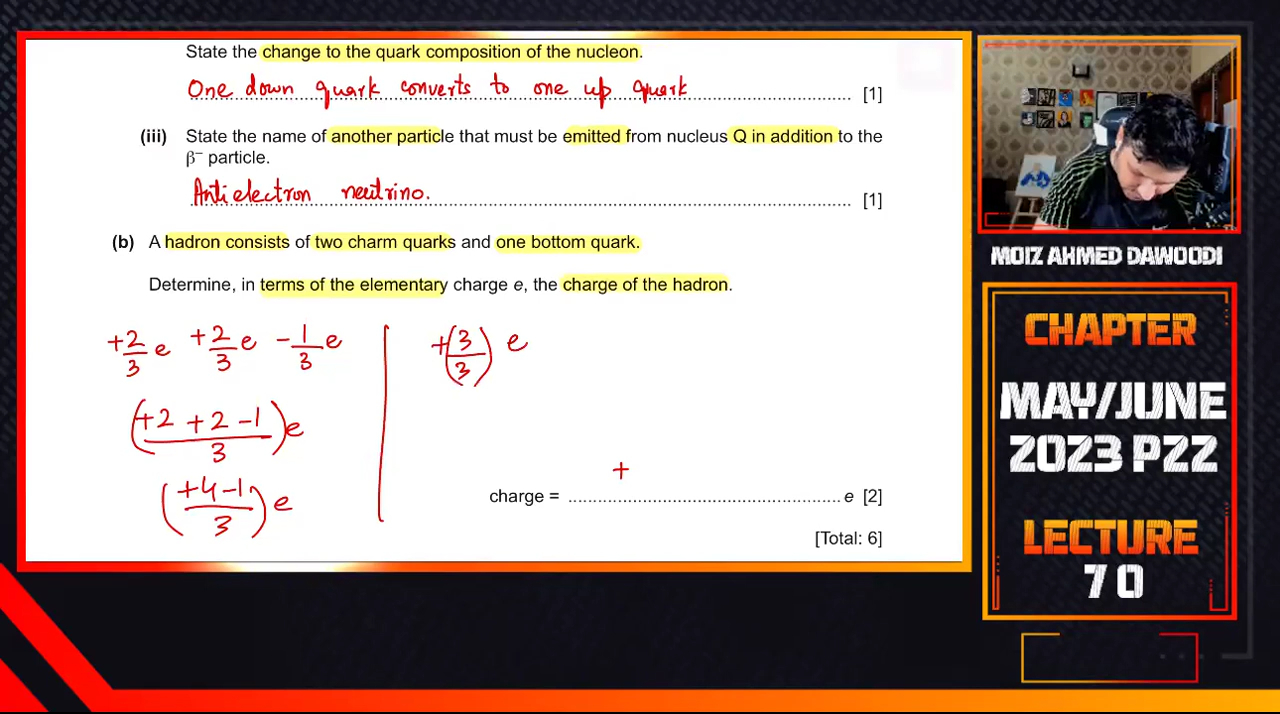 State the change to the quark composition of the nucleon.
One down quark converts to one up quark
[1]
(iii) State the name of another particle that must be emitted from nucleus Q in addition to the
β⁻ particle.
Anti electron neutrino.
[1]
(b) A hadron consists of two charm quarks and one bottom quark.
Determine, in terms of the elementary charge e, the charge of the hadron.
+2/3 e +2/3 e -1/3 e
(+2 +2 -1 / 3) e
(+4 -1 / 3) e
+(3/3) e
+
charge = ............ e [2]
[Total: 6]
MOIZ AHMED DAWOODI
CHAPTER
MAY/JUNE
2023 P22
LECTURE
70